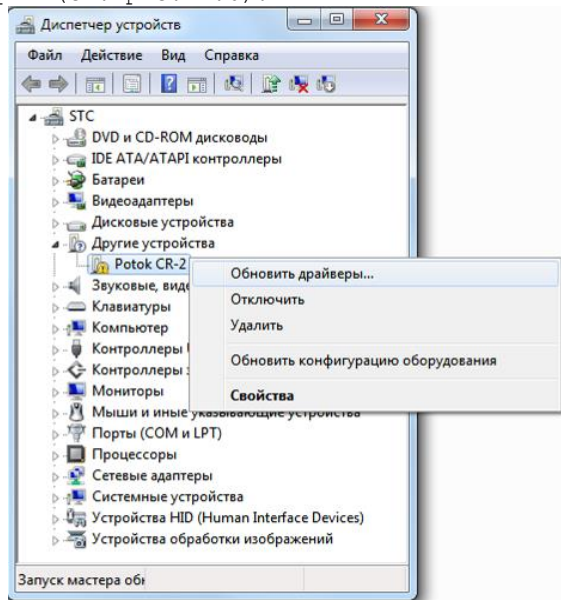 Диспетчер устройств
Файл Действие Вид Справка
STC
DVD и CD-ROM дисководы
IDE ATA/ATAPI контроллеры
Батареи
Видеоадаптеры
Дисковые устройства
Другие устройства
Potok CR-2
Обновить драйверы...
Звуковые, виде
Отключить
Клавиатуры
Удалить
Компьютер
Контроллеры
Обновить конфигурацию оборудования
Контроллеры
Мониторы
Свойства
Мыши и иные указывающие устройства
Порты (COM и LPT)
Процессоры
Сетевые адаптеры
Системные устройства
Устройства HID (Human Interface Devices)
Устройства обработки изображений
Запуск мастера об